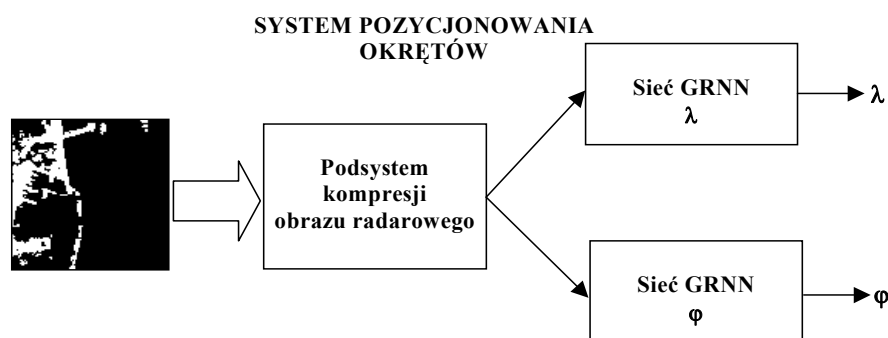 SYSTEM POZYCJONOWANIA
OKRĘTÓW
Sieć GRNN
λ
λ
Podsystem
kompresji
obrazu radarowego
Sieć GRNN
φ
φ